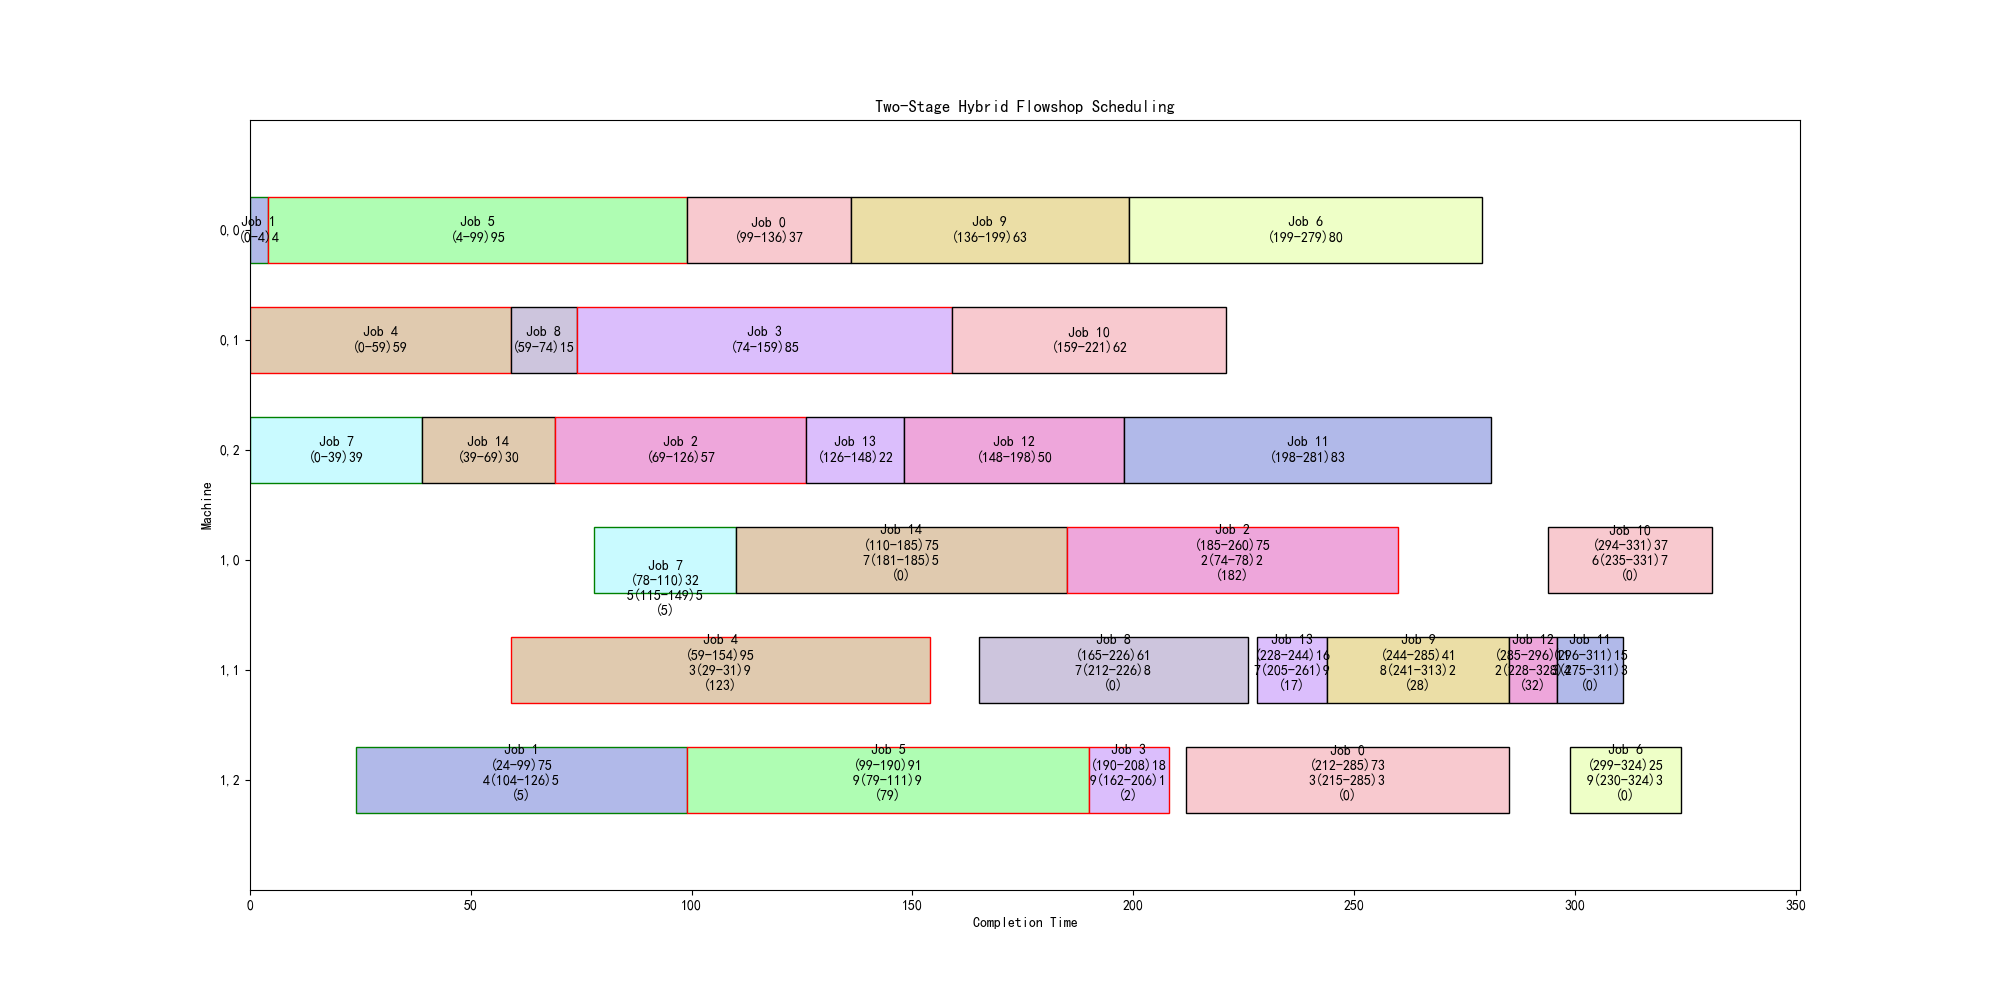 Two-Stage Hybrid Flowshop Scheduling
Machine
0,0
Job 1
(0-4)4
Job 5
(4-99)95
Job 0
(99-136)37
Job 9
(136-199)63
Job 6
(199-279)80
0,1
Job 4
(0-59)59
Job 8
(59-74)15
Job 3
(74-159)85
Job 10
(159-221)62
0,2
Job 7
(0-39)39
Job 14
(39-69)30
Job 2
(69-126)57
Job 13
(126-148)22
Job 12
(148-198)50
Job 11
(198-281)83
1,0
Job 7
(78-110)32
5(115-149)5
(5)
Job 14
(110-185)75
7(181-185)5
(0)
Job 2
(185-260)75
2(74-78)2
(182)
Job 10
(294-331)37
6(235-331)7
(0)
1,1
Job 4
(59-154)95
3(29-31)9
(123)
Job 8
(165-226)61
7(212-226)8
(0)
Job 13
(228-244)16
7(205-261)9
(17)
Job 9
(244-285)41
8(241-313)2
(28)
Job 12
(285-296)11
(32)
Job 11
(296-311)15
(0)
1,2
Job 1
(24-99)75
4(104-126)5
(5)
Job 5
(99-190)91
9(79-111)9
(79)
Job 3
(190-208)18
9(162-206)1
(2)
Job 0
(212-285)73
3(215-285)3
(0)
Job 6
(299-324)25
9(230-324)3
(0)
0
50
100
150
200
250
300
350
Completion Time